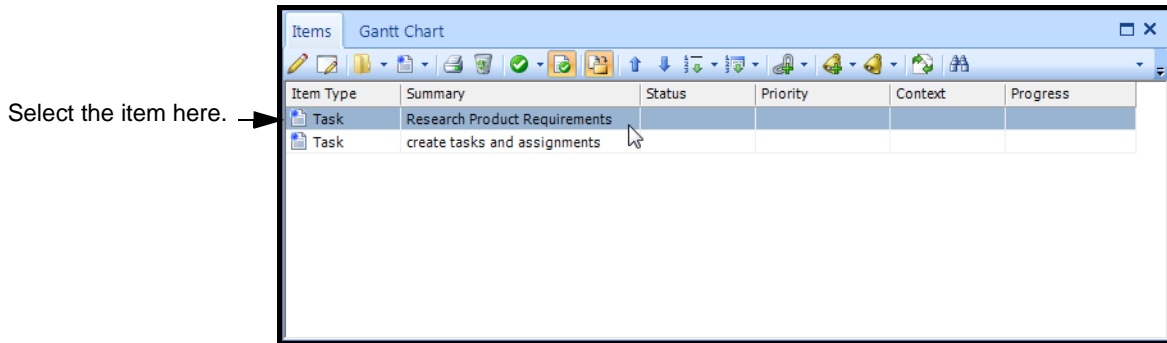 Items Gantt Chart
Item Type Summary Status Priority Context Progress
Select the item here.
Task Research Product Requirements
Task create tasks and assignments